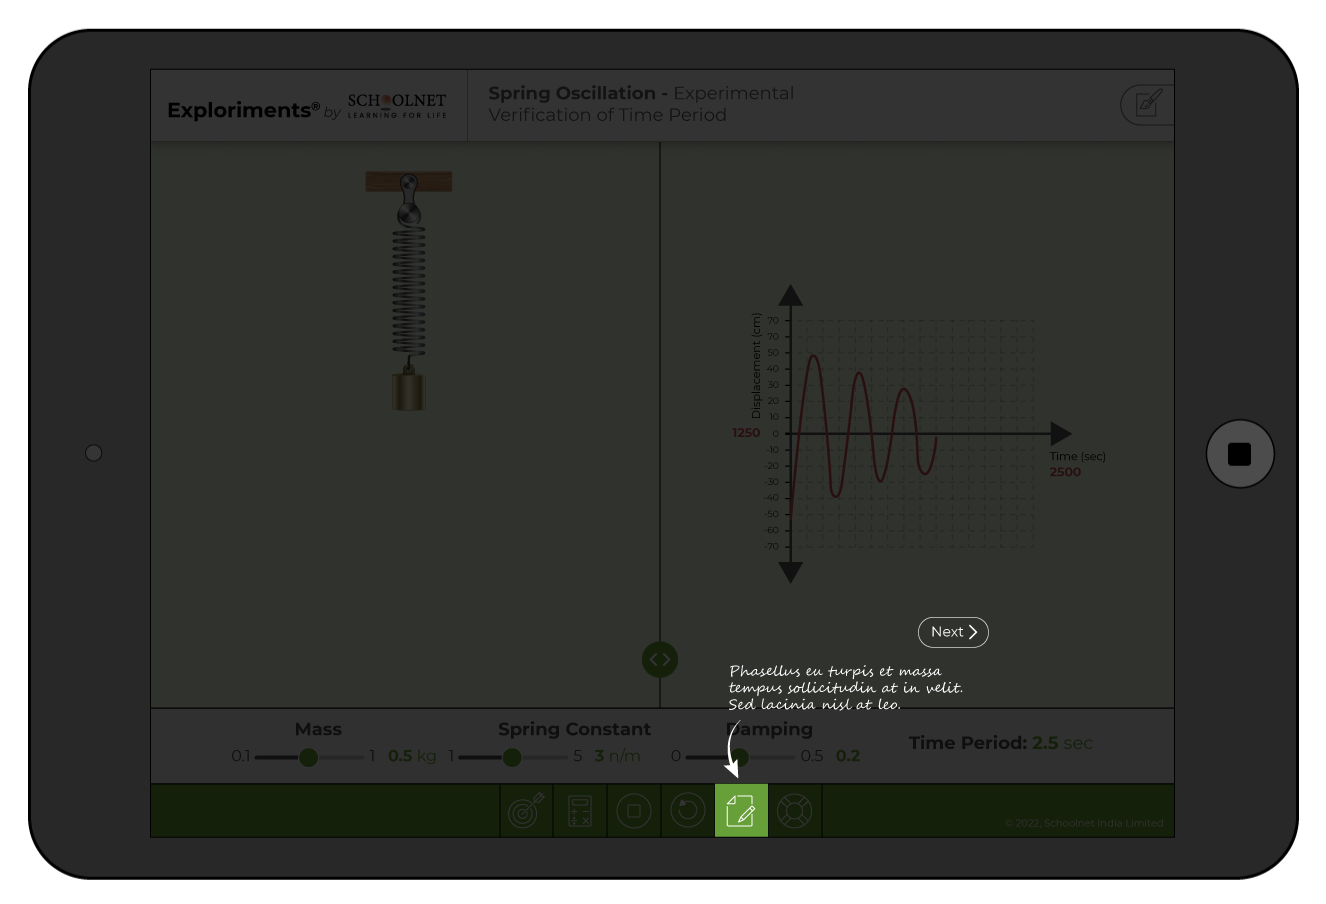 Exploriments® by SCHOOLNET
LEARNING FOR LIFE
Spring Oscillation - Experimental
Verification of Time Period
Displacement (cm)
70
70
50
40
30
20
10
0
-10
-20
-30
-40
-50
-60
-70
1250
Time (sec)
2500
Next
Phasellus eu turpis et massa
tempus sollicitudin at in velit.
Sed lacinia nisl at leo.
Mass
0.1 1 0.5 kg
Spring Constant
1 5 3 n/m
Damping
0 0.5 0.2
Time Period: 2.5 sec
© 2022, Schoolnet India Limited